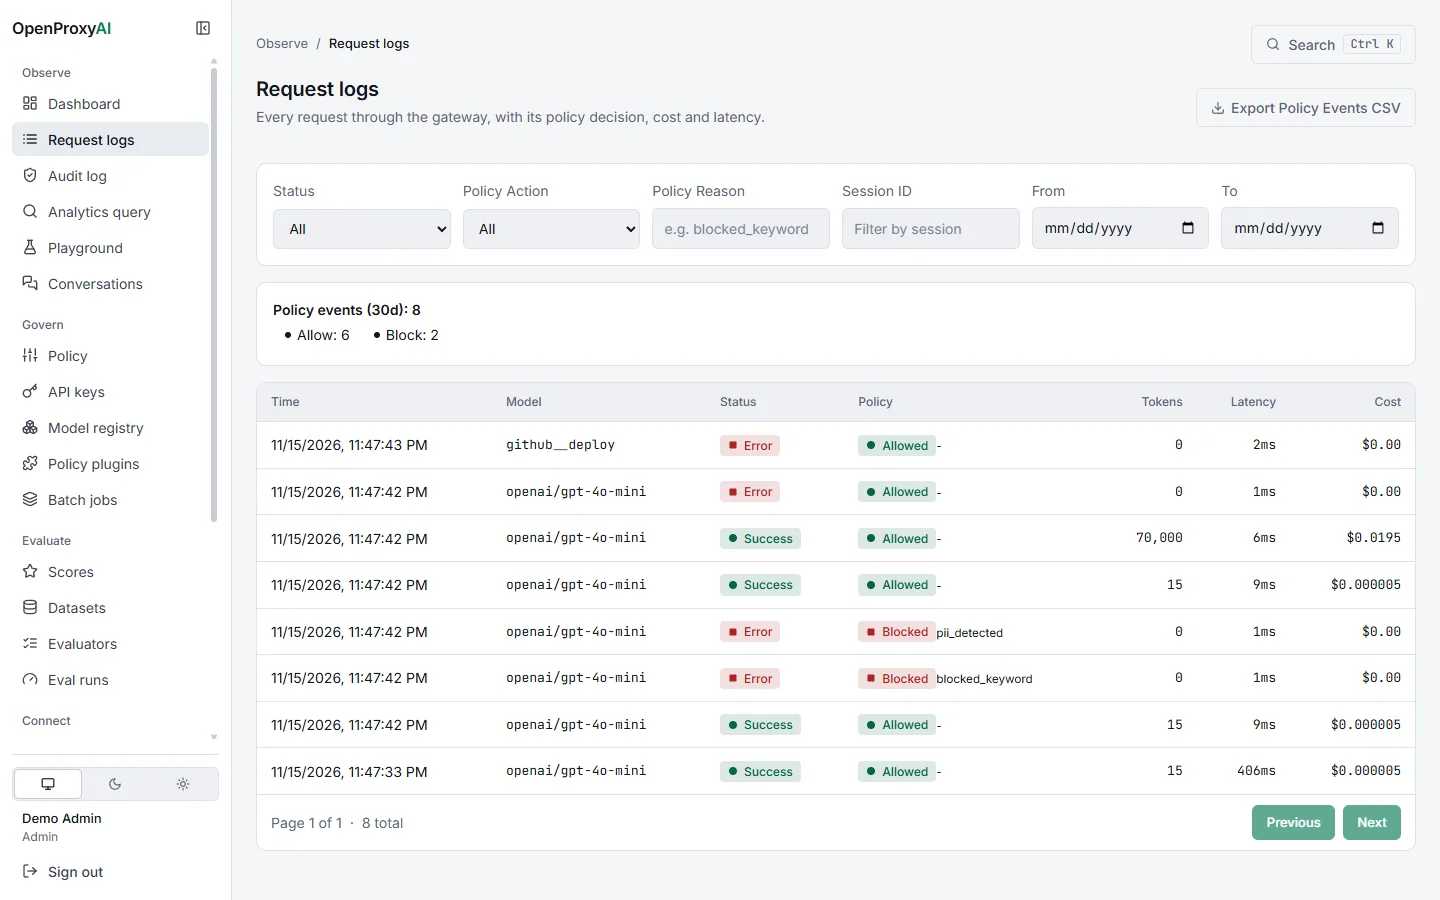 OpenProxyAI
Observe
Dashboard
Request logs
Audit log
Analytics query
Playground
Conversations
Govern
Policy
API keys
Model registry
Policy plugins
Batch jobs
Evaluate
Scores
Datasets
Evaluators
Eval runs
Connect
Demo Admin
Admin
Sign out
Observe / Request logs
Search Ctrl K
Request logs
Every request through the gateway, with its policy decision, cost and latency.
Export Policy Events CSV
Status Policy Action Policy Reason Session ID From To
All All e.g. blocked_keyword Filter by session mm/dd/yyyy mm/dd/yyyy
Policy events (30d): 8
• Allow: 6 • Block: 2
Time Model Status Policy Tokens Latency Cost
11/15/2026, 11:47:43 PM github__deploy Error Allowed - 0 2ms $0.00
11/15/2026, 11:47:42 PM openai/gpt-4o-mini Error Allowed - 0 1ms $0.00
11/15/2026, 11:47:42 PM openai/gpt-4o-mini Success Allowed - 70,000 6ms $0.0195
11/15/2026, 11:47:42 PM openai/gpt-4o-mini Success Allowed - 15 9ms $0.000005
11/15/2026, 11:47:42 PM openai/gpt-4o-mini Error Blocked pii_detected 0 1ms $0.00
11/15/2026, 11:47:42 PM openai/gpt-4o-mini Error Blocked blocked_keyword 0 1ms $0.00
11/15/2026, 11:47:42 PM openai/gpt-4o-mini Success Allowed - 15 9ms $0.000005
11/15/2026, 11:47:33 PM openai/gpt-4o-mini Success Allowed - 15 406ms $0.000005
Page 1 of 1 · 8 total
Previous Next